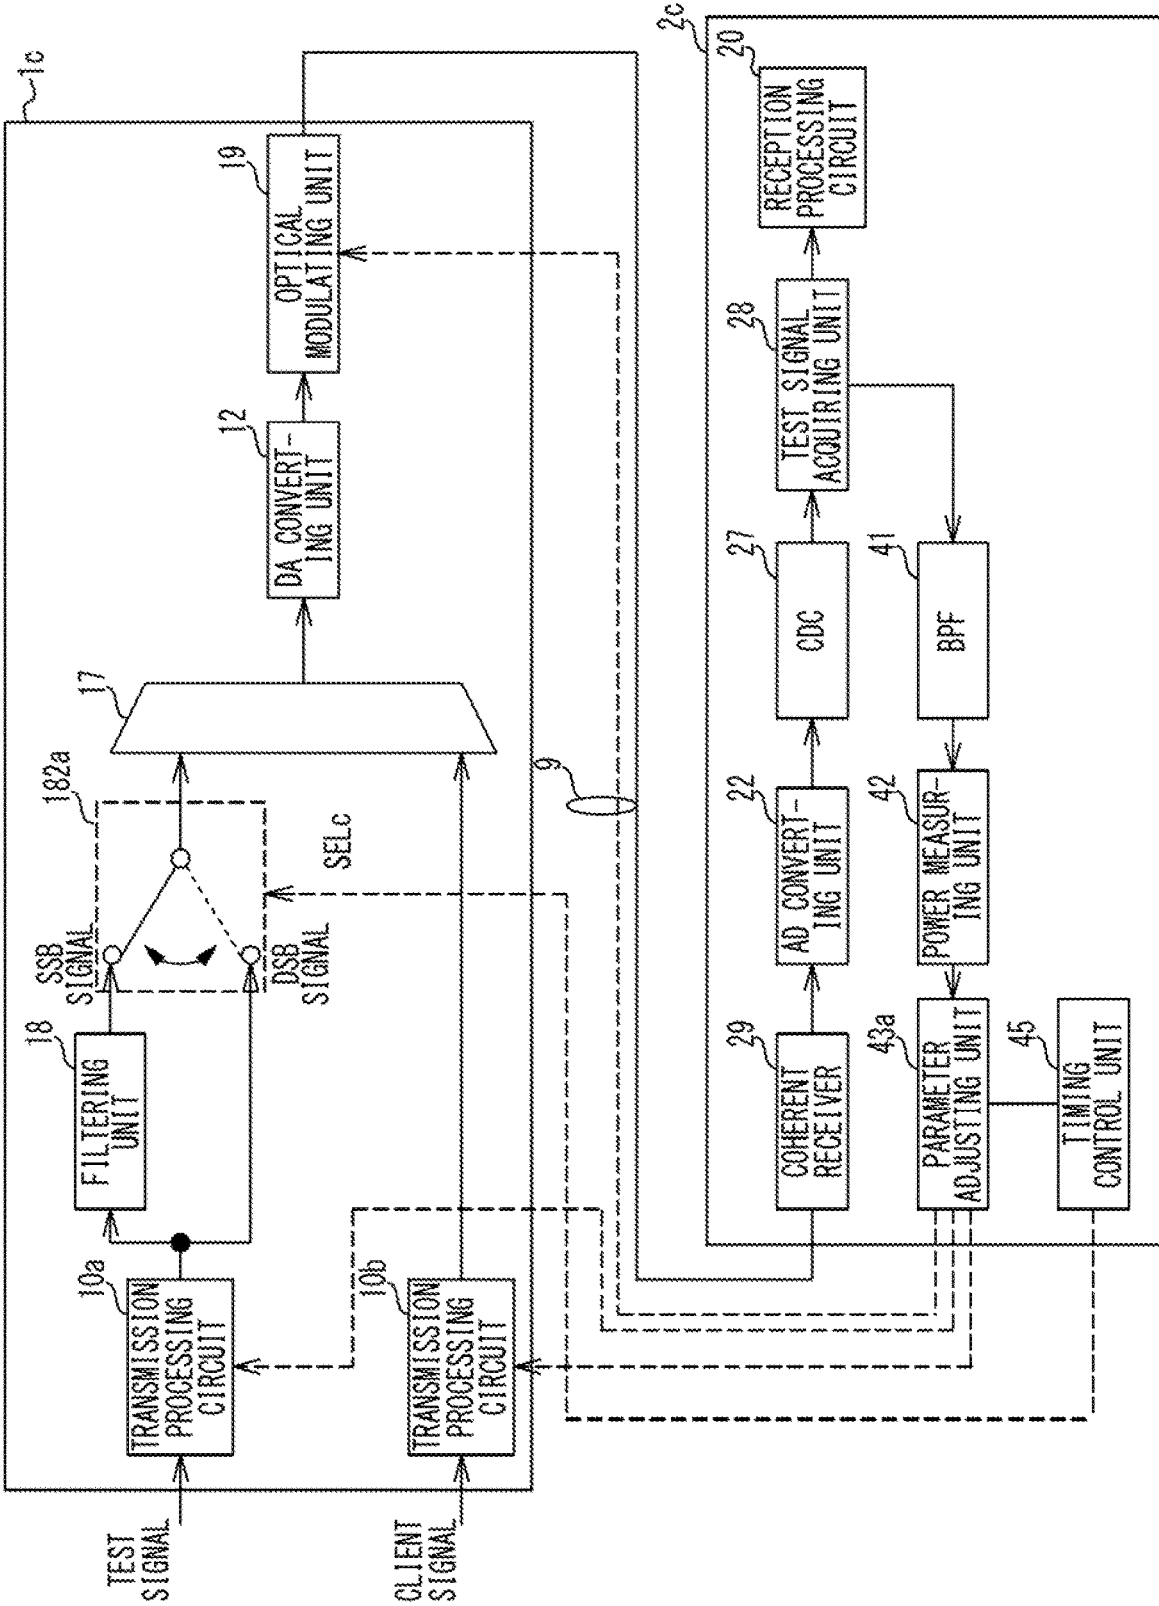 1c
TEST
SIGNAL
10a
TRANSMISSION
PROCESSING
CIRCUIT
18
FILTERING
UNIT
SSB
SIGNAL
182a
DSB
SIGNAL
SELc
17
12
DA CONVERT-
ING UNIT
19
OPTICAL
MODULATING UNIT
CLIENT
SIGNAL
10b
TRANSMISSION
PROCESSING
CIRCUIT
9
2c
29
COHERENT
RECEIVER
22
AD CONVERT-
ING UNIT
27
CDC
28
TEST SIGNAL
ACQUIRING UNIT
20
RECEPTION
PROCESSING
CIRCUIT
43a
PARAMETER
ADJUSTING UNIT
42
POWER MEASUR-
ING UNIT
41
BPF
45
TIMING
CONTROL UNIT